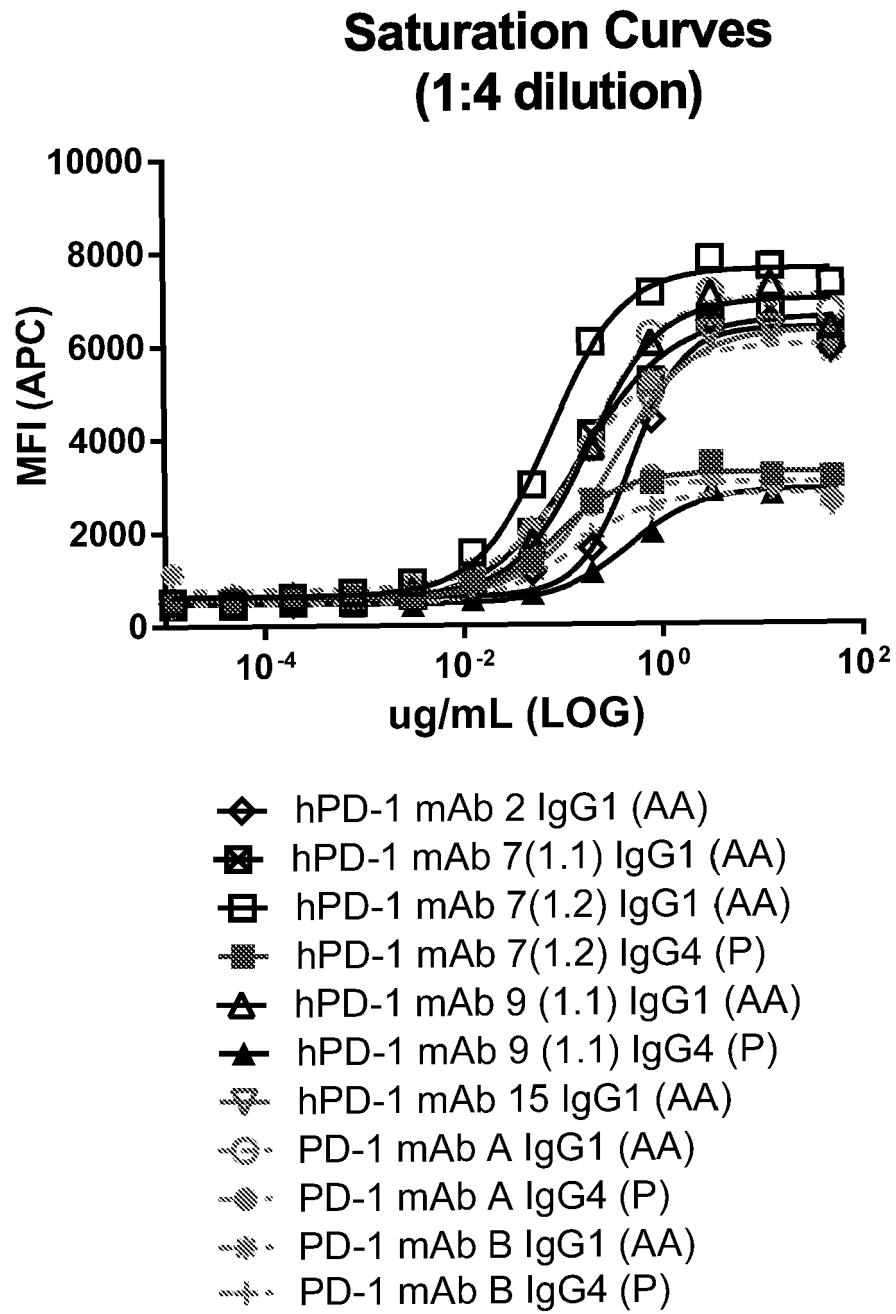 Saturation Curves
(1:4 dilution)
10000
8000
6000
4000
2000
0
MFI (APC)
10-4
10-2
100
102
ug/mL (LOG)
hPD-1 mAb 2 IgG1 (AA)
hPD-1 mAb 7(1.1) IgG1 (AA)
hPD-1 mAb 7(1.2) IgG1 (AA)
hPD-1 mAb 7(1.2) IgG4 (P)
hPD-1 mAb 9 (1.1) IgG1 (AA)
hPD-1 mAb 9 (1.1) IgG4 (P)
hPD-1 mAb 15 IgG1 (AA)
PD-1 mAb A IgG1 (AA)
PD-1 mAb A IgG4 (P)
PD-1 mAb B IgG1 (AA)
PD-1 mAb B IgG4 (P)